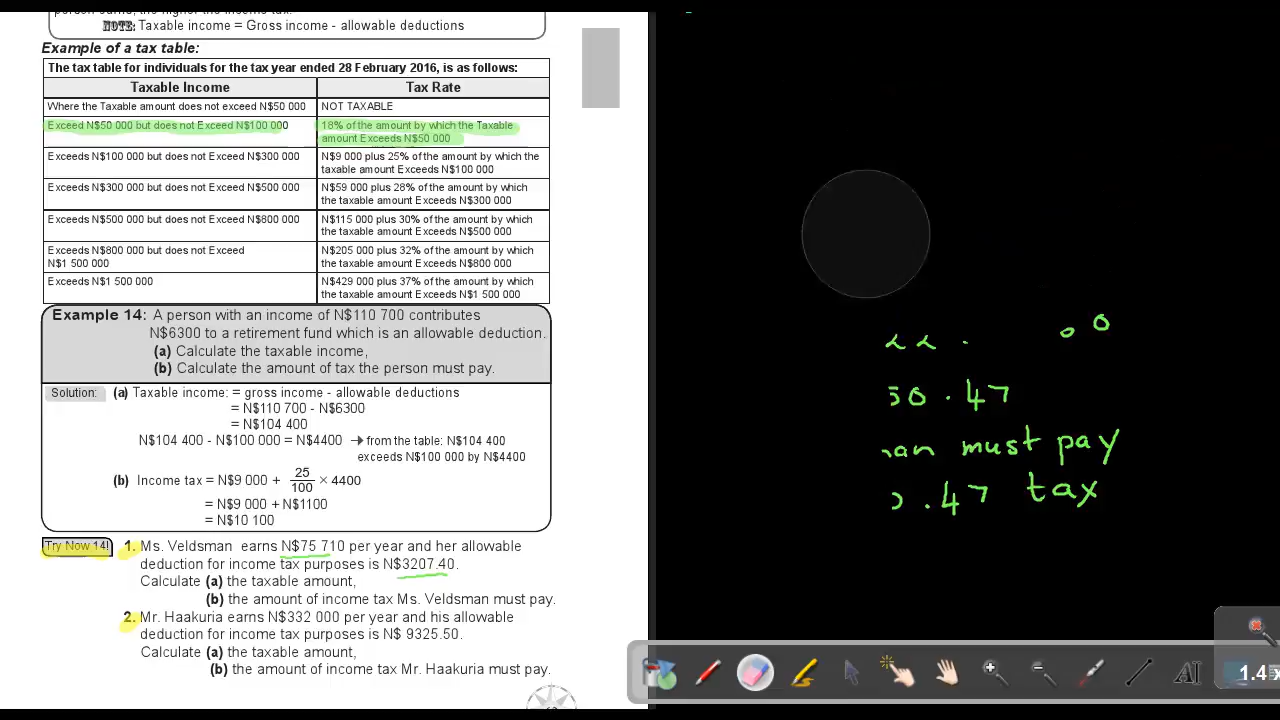 NOTE: Taxable income = Gross income - allowable deductions
Example of a tax table:
The tax table for individuals for the tax year ended 28 February 2016, is as follows:
Taxable Income Tax Rate
Where the Taxable amount does not exceed N$50 000 NOT TAXABLE
Exceed N$50 000 but does not Exceed N$100 000 18% of the amount by which the Taxable
amount Exceeds N$50 000
Exceeds N$100 000 but does not Exceed N$300 000 N$9 000 plus 25% of the amount by which the
taxable amount Exceeds N$100 000
Exceeds N$300 000 but does not Exceed N$500 000 N$59 000 plus 28% of the amount by which
the taxable amount Exceeds N$300 000
Exceeds N$500 000 but does not Exceed N$800 000 N$115 000 plus 30% of the amount by which
the taxable amount Exceeds N$500 000
Exceeds N$800 000 but does not Exceed N$205 000 plus 32% of the amount by which
N$1 500 000 the taxable amount Exceeds N$800 000
Exceeds N$1 500 000 N$429 000 plus 37% of the amount by which
the taxable amount Exceeds N$1 500 000
Example 14: A person with an income of N$110 700 contributes
N$6300 to a retirement fund which is an allowable deduction.
(a) Calculate the taxable income,
(b) Calculate the amount of tax the person must pay.
Solution: (a) Taxable income: = gross income - allowable deductions
= N$110 700 - N$6300
= N$104 400
N$104 400 - N$100 000 = N$4400 → from the table: N$104 400
exceeds N$100 000 by N$4400
(b) Income tax = N$9 000 + 25/100 × 4400
= N$9 000 + N$1100
= N$10 100
Try Now 14! 1. Ms. Veldsman earns N$75 710 per year and her allowable
deduction for income tax purposes is N$3207.40.
Calculate (a) the taxable amount,
(b) the amount of income tax Ms. Veldsman must pay.
2. Mr. Haakuria earns N$332 000 per year and his allowable
deduction for income tax purposes is N$ 9325.50.
Calculate (a) the taxable amount,
(b) the amount of income tax Mr. Haakuria must pay.
50.47
must pay
.47 tax
AI
1.4 x